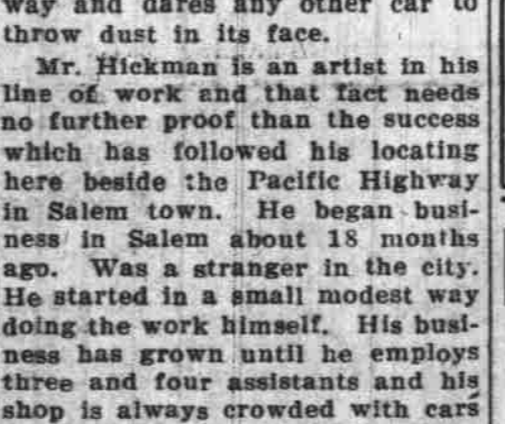 way and dares any other car to
throw dust in its face.
Mr. Hickman is an artist in his
line of work and that fact needs
no further proof than the success
which has followed his locating
here beside the Pacific Highway
in Salem town. He began busi-
ness in Salem about 18 months
ago. Was a stranger in the city.
He started in a small modest way
doing the work himself. His busi-
ness has grown until he employs
three and four assistants and his
shop is always crowded with cars